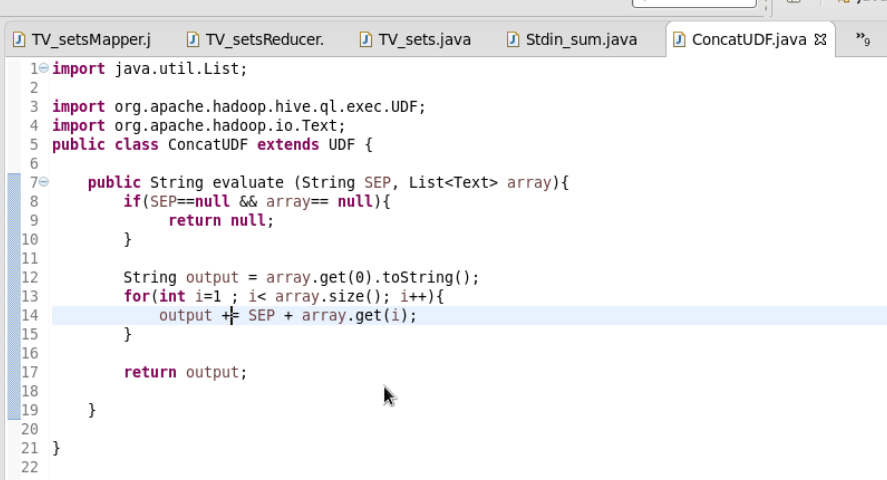 TV_setsMapper.j TV_setsReducer. TV_sets.java Stdin_sum.java ConcatUDF.java »9
1 import java.util.List;
2
3 import org.apache.hadoop.hive.ql.exec.UDF;
4 import org.apache.hadoop.io.Text;
5 public class ConcatUDF extends UDF {
6
7 public String evaluate (String SEP, List<Text> array){
8 if(SEP==null && array== null){
9 return null;
10 }
11
12 String output = array.get(0).toString();
13 for(int i=1 ; i< array.size(); i++){
14 output += SEP + array.get(i);
15 }
16
17 return output;
18
19 }
20
21 }
22